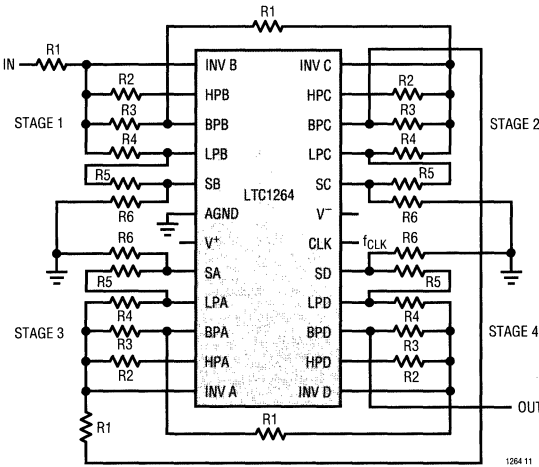 R1
R1
IN
INV B
INV C
R2
HPB
HPC
R2
R3
BPB
BPC
R3
STAGE 1
STAGE 2
R4
LPB
LPC
R4
R5
SB
SC
R5
R6
LTC1264
R6
AGND
V−
V+
CLK
fCLK
R6
R6
SA
SD
R5
R5
LPA
LPD
R4
R4
STAGE 3
BPA
BPD
STAGE 4
R3
R3
HPA
HPD
R2
R2
INV A
INV D
OUT
R1
R1
1264 11